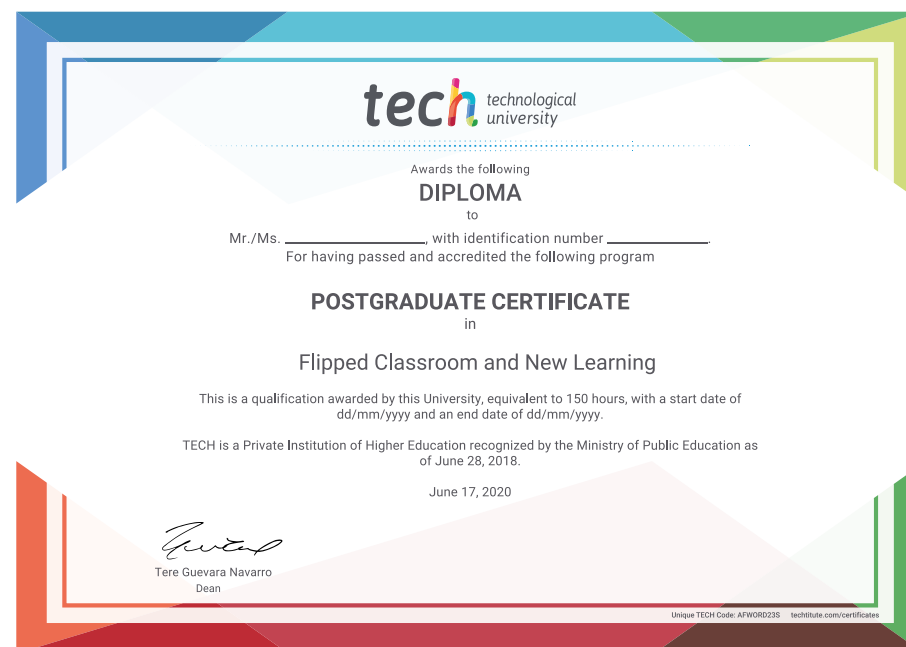 tech technological
university
Awards the following
DIPLOMA
to
Mr./Ms. ____________________, with identification number ______________.
For having passed and accredited the following program
POSTGRADUATE CERTIFICATE
in
Flipped Classroom and New Learning
This is a qualification awarded by this University, equivalent to 150 hours, with a start date of
dd/mm/yyyy and an end date of dd/mm/yyyy.
TECH is a Private Institution of Higher Education recognized by the Ministry of Public Education as
of June 28, 2018.
June 17, 2020
Tere Guevara Navarro
Dean
Unique TECH Code: AFWORD23S techtitute.com/certificates